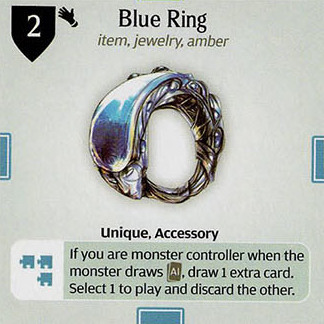 2
Blue Ring
item, jewelry, amber
Unique, Accessory
If you are monster controller when the
monster draws AI, draw 1 extra card.
Select 1 to play and discard the other.